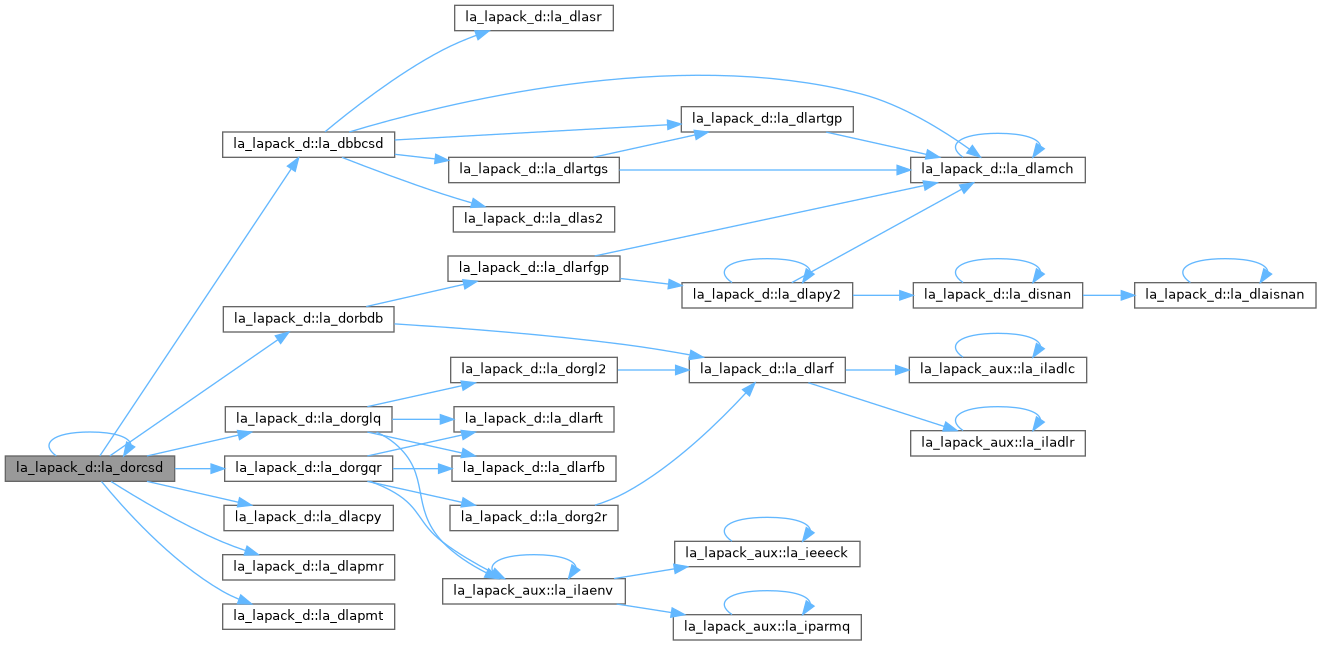 la_lapack_d::la_dlasr
la_lapack_d::la_dlartgp
la_lapack_d::la_dbbcsd
la_lapack_d::la_dlartgs
la_lapack_d::la_dlamch
la_lapack_d::la_dlas2
la_lapack_d::la_dlarfgp
la_lapack_d::la_dlapy2
la_lapack_d::la_disnan
la_lapack_d::la_dlaisnan
la_lapack_d::la_dorbdb
la_lapack_d::la_dorgl2
la_lapack_d::la_dlarf
la_lapack_aux::la_iladlc
la_lapack_d::la_dorglq
la_lapack_d::la_dlarft
la_lapack_aux::la_iladlr
la_lapack_d::la_dorcsd
la_lapack_d::la_dorgqr
la_lapack_d::la_dlarfb
la_lapack_d::la_dlacpy
la_lapack_d::la_dorg2r
la_lapack_aux::la_ieeeck
la_lapack_d::la_dlapmr
la_lapack_aux::la_ilaenv
la_lapack_d::la_dlapmt
la_lapack_aux::la_iparmq